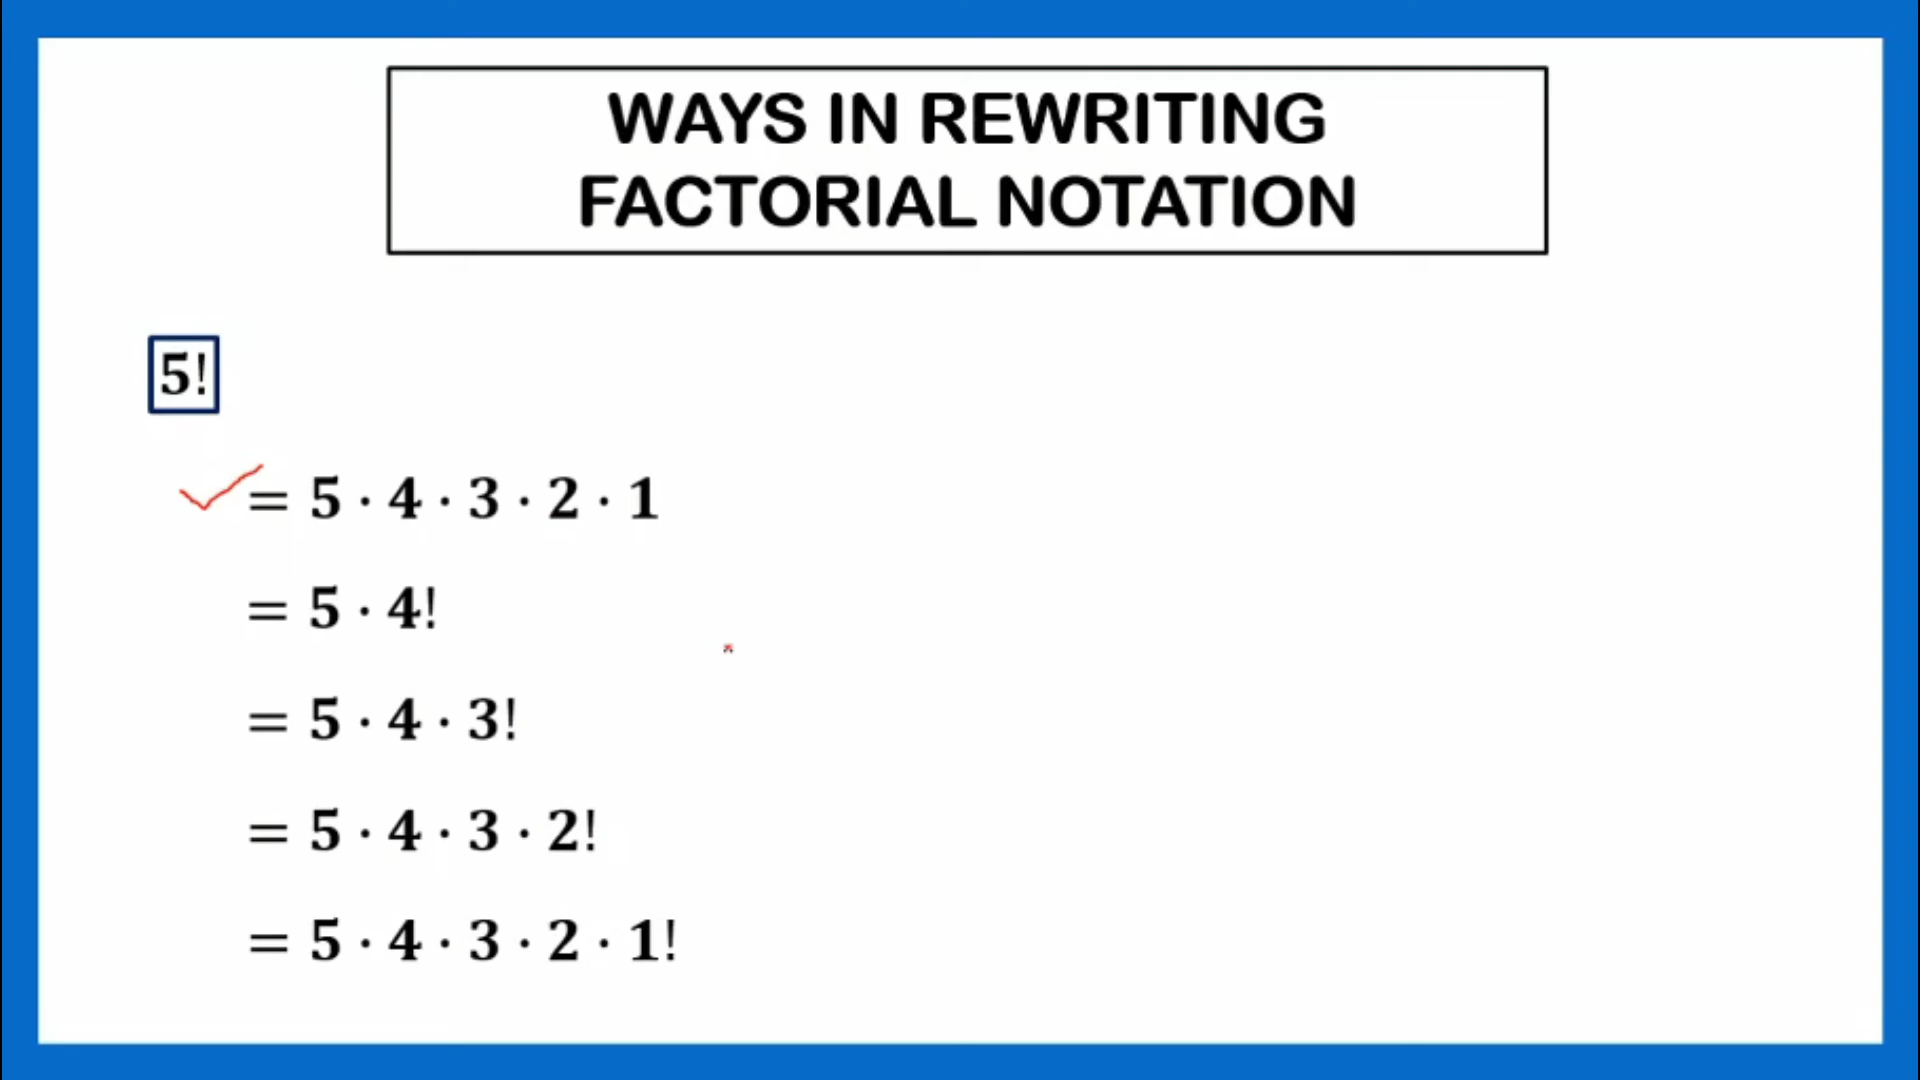 WAYS IN REWRITING
FACTORIAL NOTATION
5!
= 5 · 4 · 3 · 2 · 1
= 5 · 4!
= 5 · 4 · 3!
= 5 · 4 · 3 · 2!
= 5 · 4 · 3 · 2 · 1!